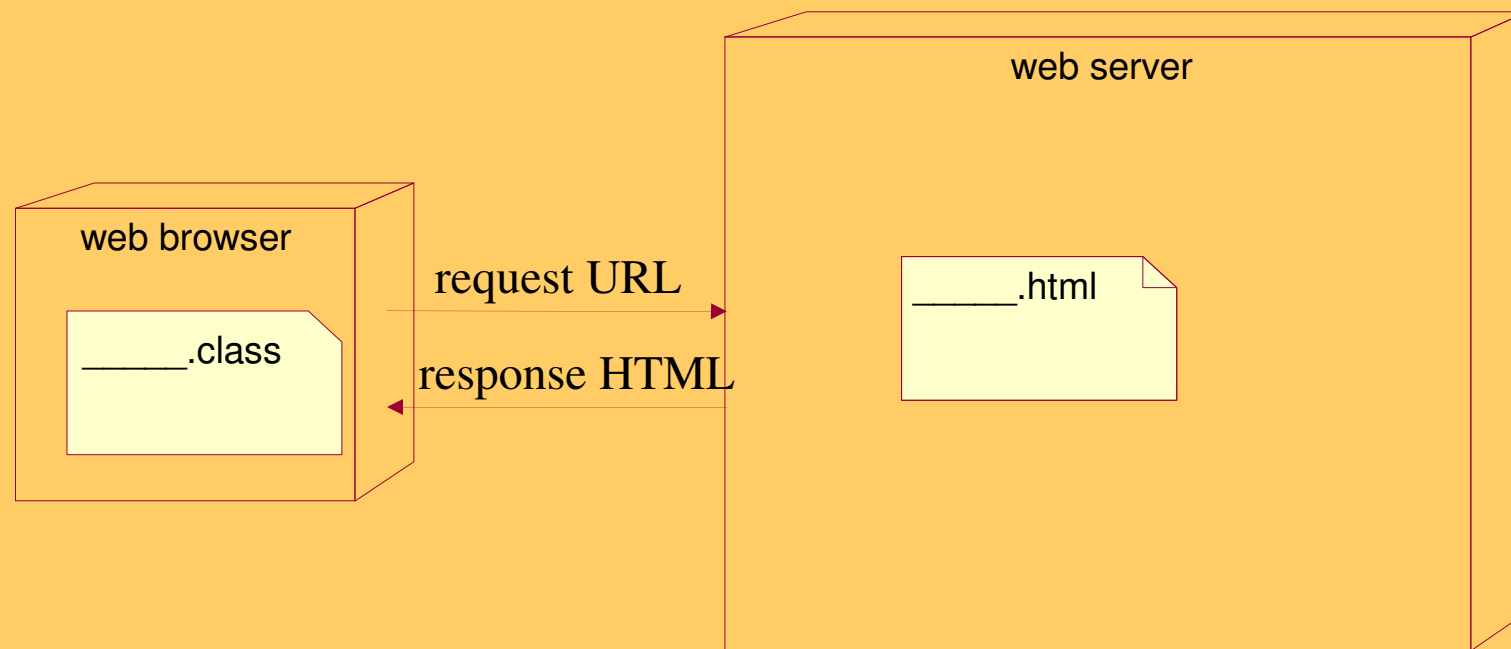 web server
web browser
request URL
_____.html
_____.class
response HTML